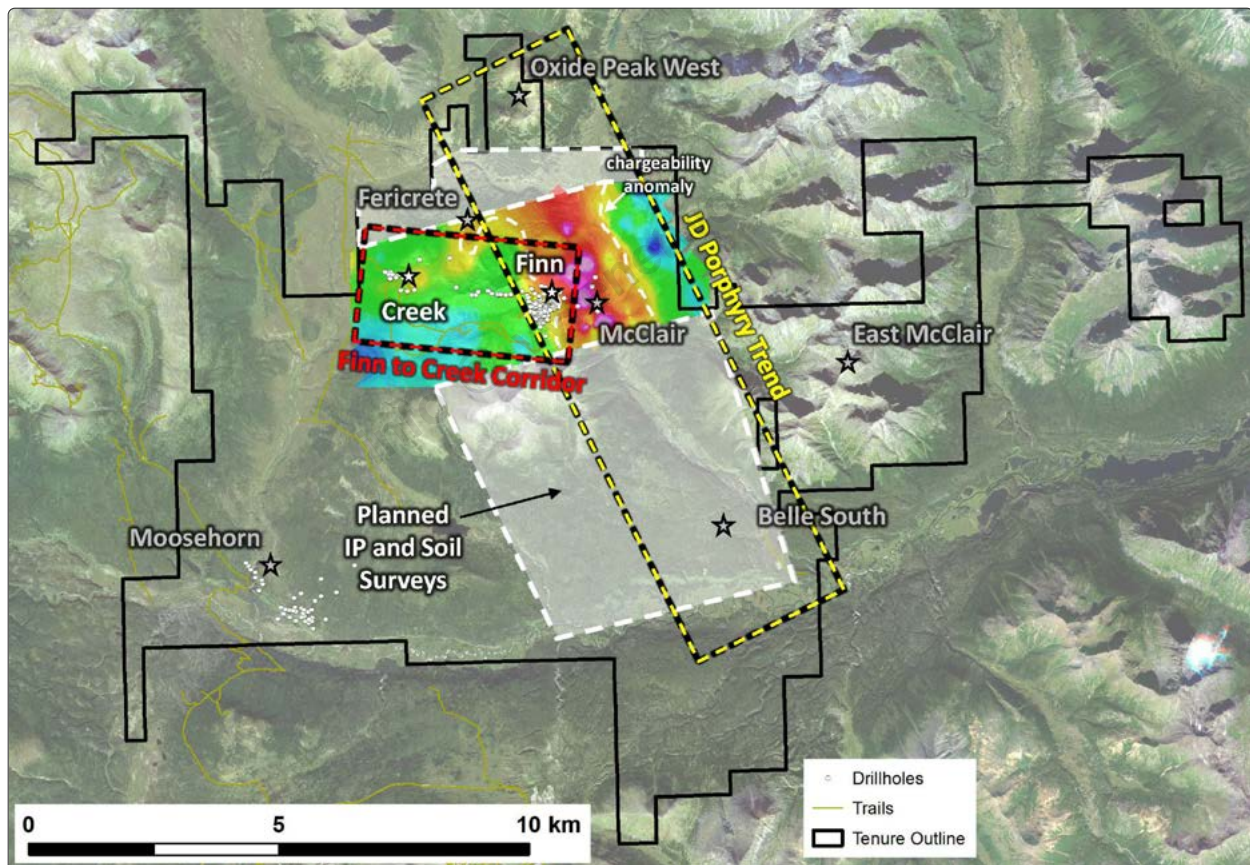 Oxide Peak West
chargeability
anomaly
Fericrete
Finn
Creek
McClair
JD Porphyry Trend
East McClair
Finn to Creek Corridor
Planned
IP and Soil
Surveys
Belle South
Moosehorn
Drillholes
Trails
Tenure Outline
0 5 10 km